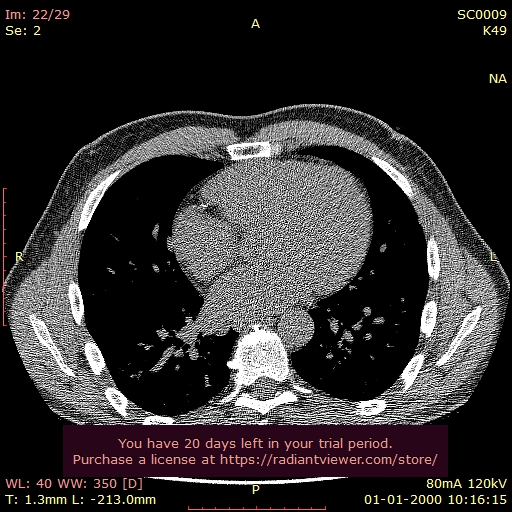 Im: 22/29
Se: 2
A
SC0009
K49
NA
R
L
You have 20 days left in your trial period.
Purchase a license at https://radiantviewer.com/store/
WL: 40 WW: 350 [D]
T: 1.3mm L: -213.0mm
P
80mA 120kV
01-01-2000 10:16:15